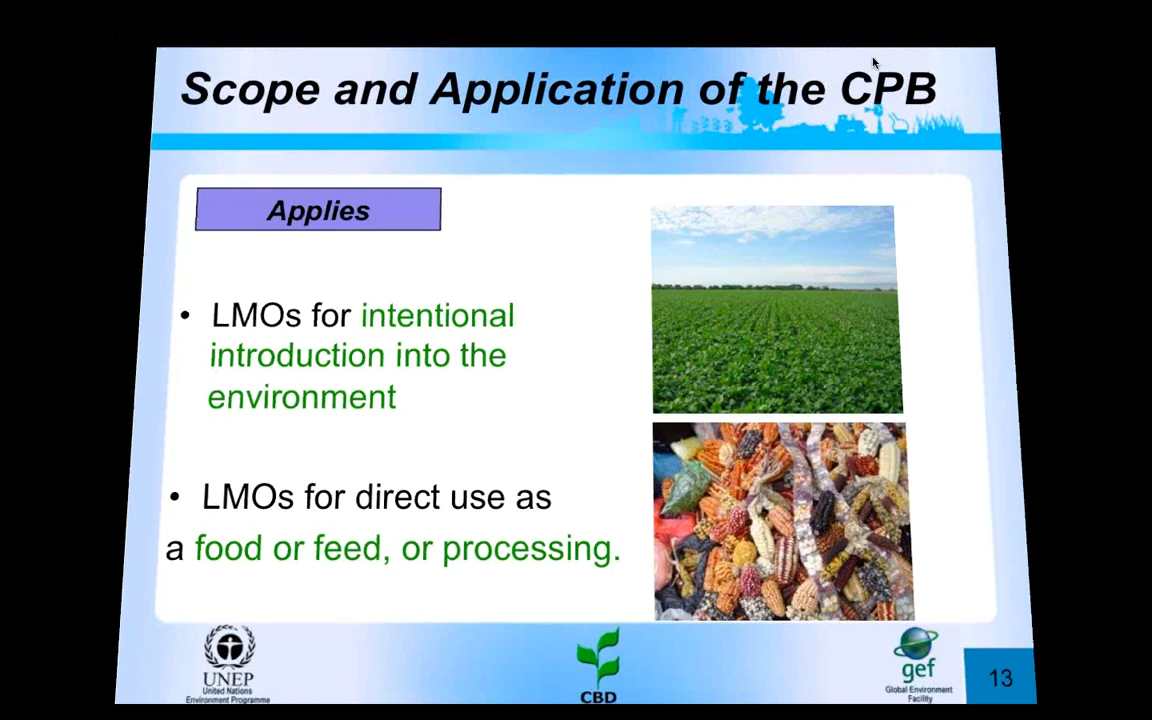 Scope and Application of the CPB
Applies
• LMOs for intentional
introduction into the
environment
• LMOs for direct use as
a food or feed, or processing.
UNEP
United Nations
Environment Programme
CBD
gef
Global Environment
Facility
13